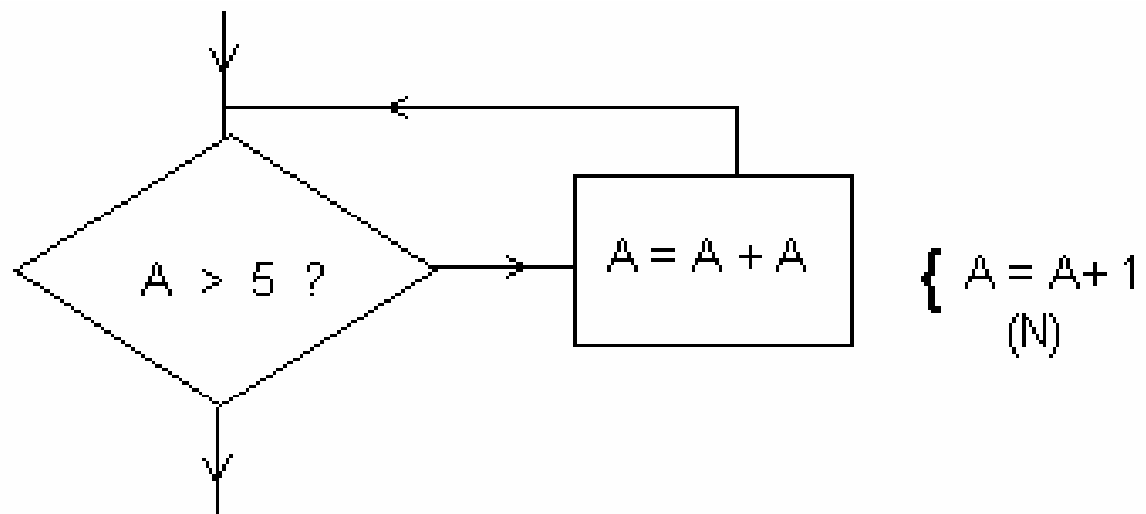 A > 5 ?
A = A + A
{ A = A + 1
(N)